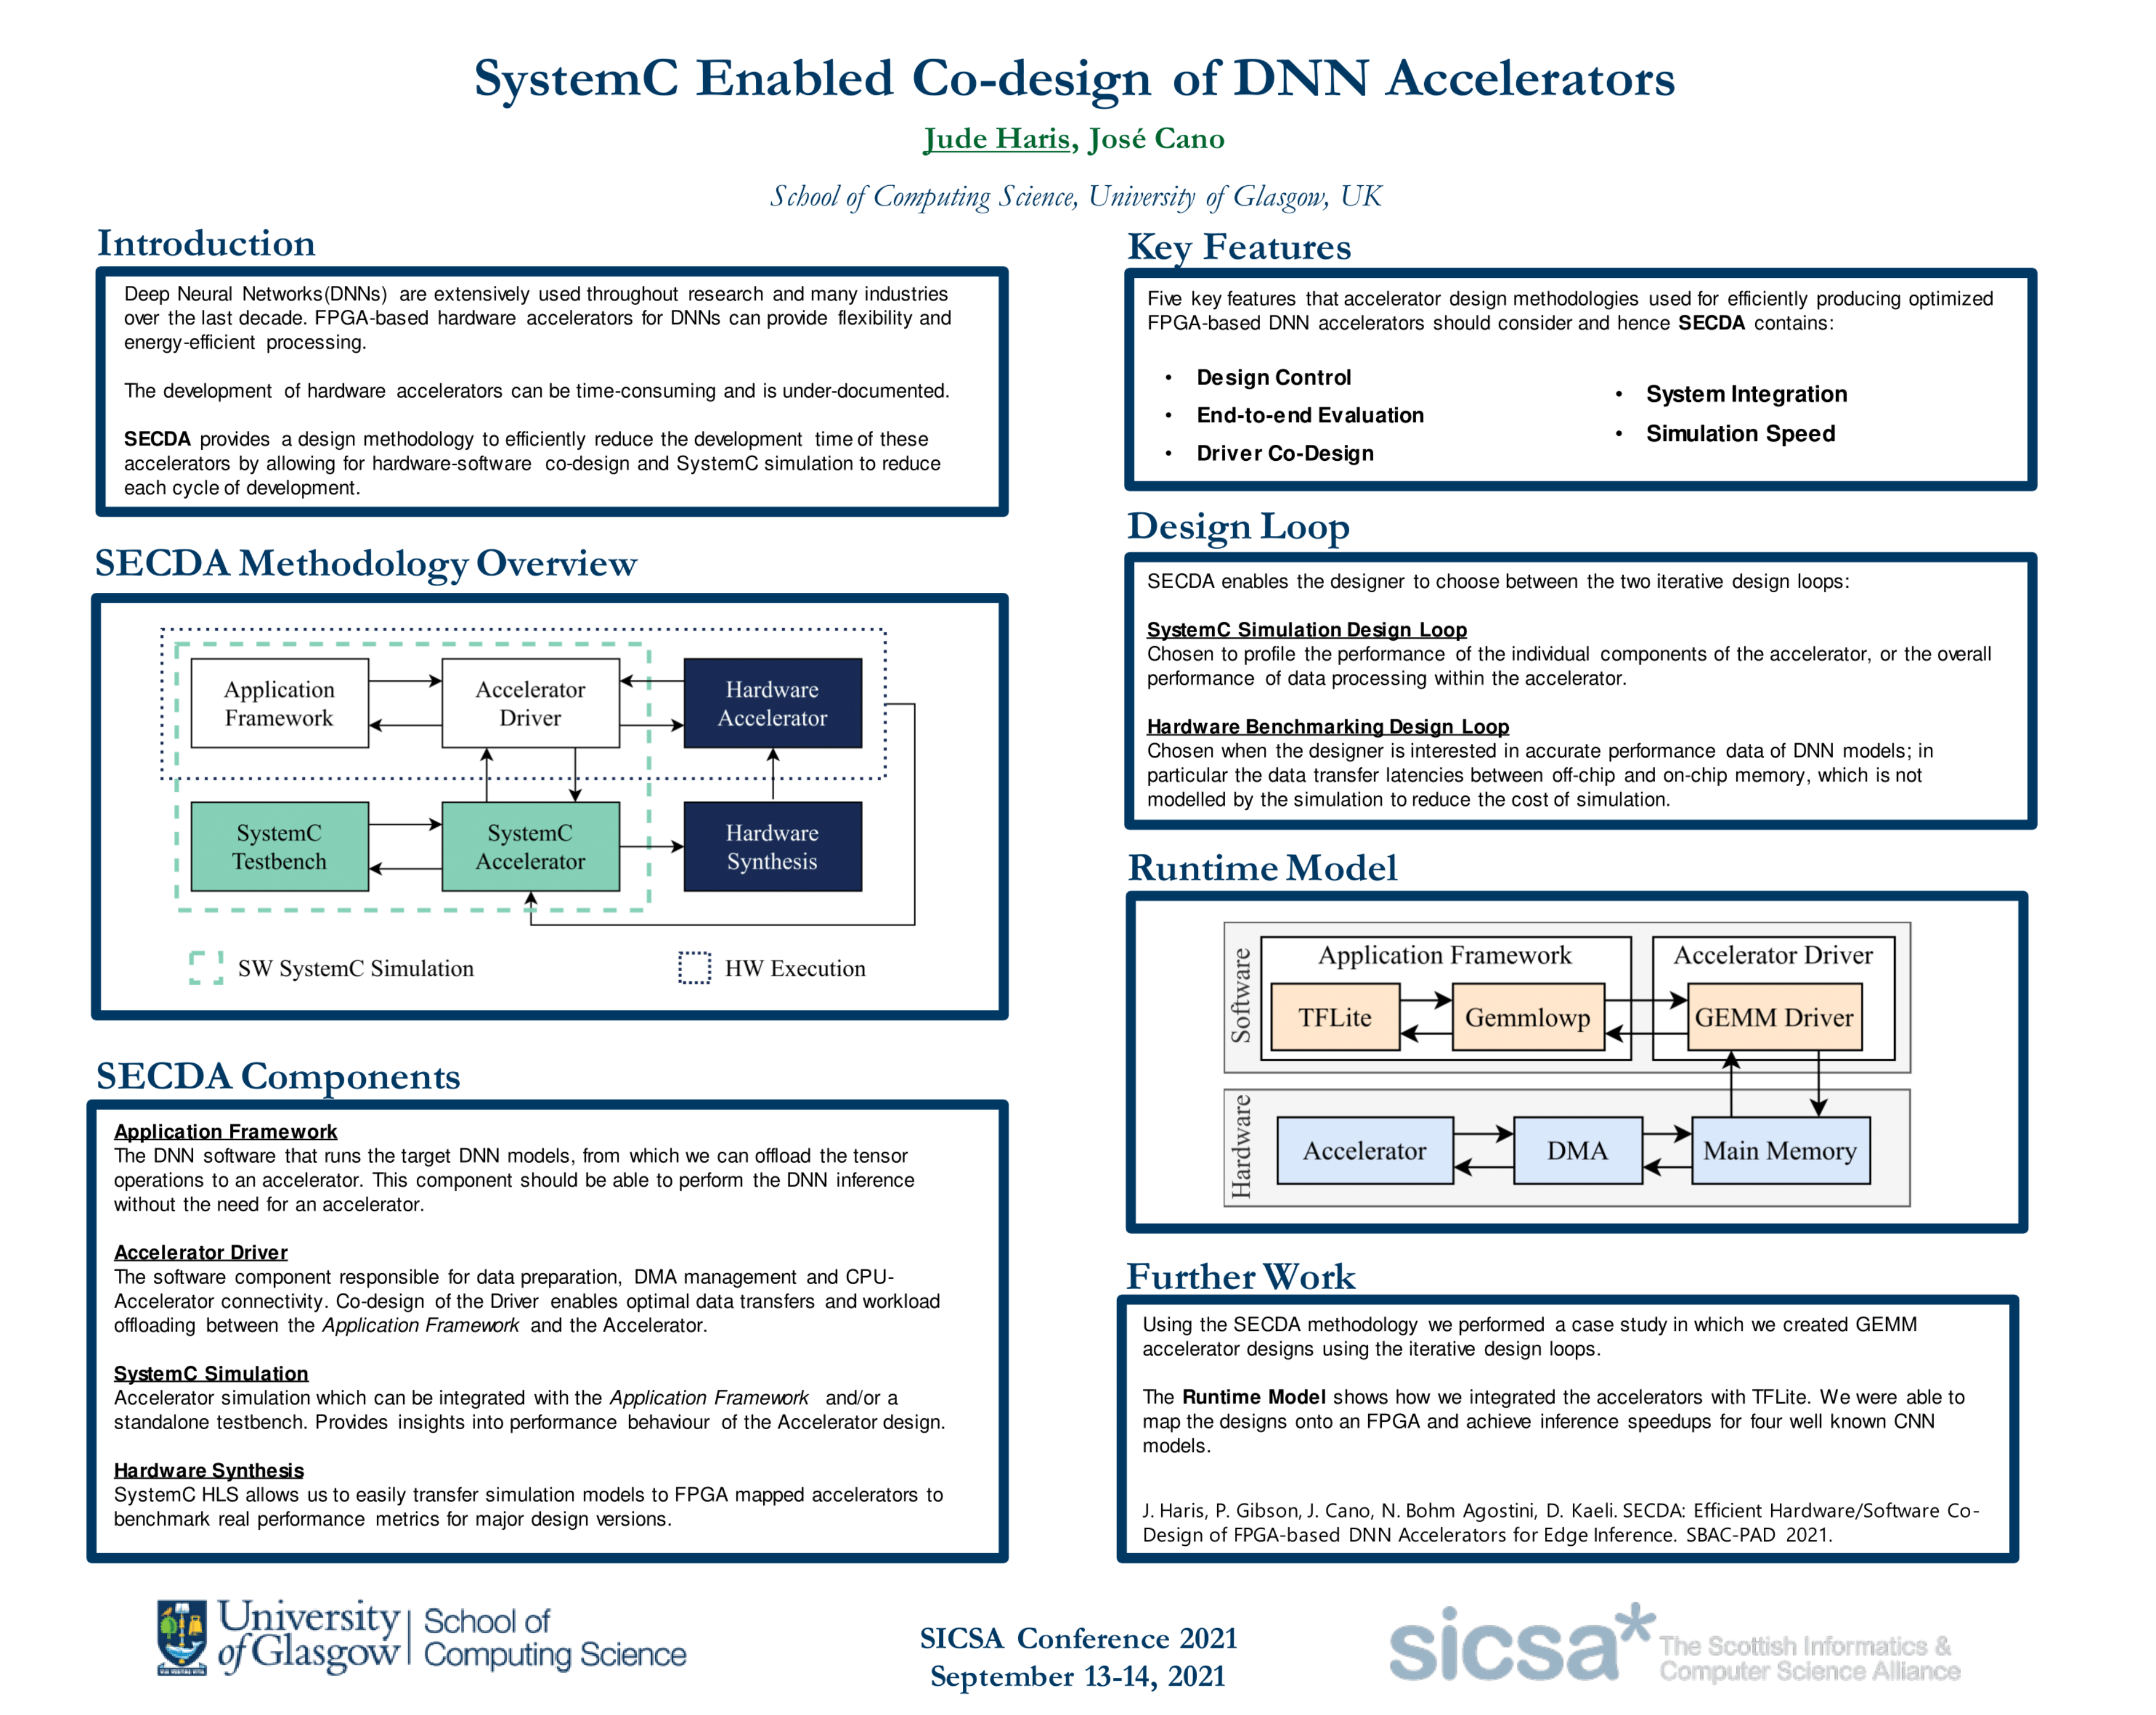 SystemC Enabled Co-design of DNN Accelerators
Jude Haris, José Cano
School of Computing Science, University of Glasgow, UK
Introduction
Deep Neural Networks(DNNs) are extensively used throughout research and many industries
over the last decade. FPGA-based hardware accelerators for DNNs can provide flexibility and
energy-efficient processing.
The development of hardware accelerators can be time-consuming and is under-documented.
SECDA provides a design methodology to efficiently reduce the development time of these
accelerators by allowing for hardware-software co-design and SystemC simulation to reduce
each cycle of development.
SECDA Methodology Overview
Application
Framework
Accelerator
Driver
Hardware
Accelerator
SystemC
Testbench
SystemC
Accelerator
Hardware
Synthesis
SW SystemC Simulation
HW Execution
SECDA Components
Application Framework
The DNN software that runs the target DNN models, from which we can offload the tensor
operations to an accelerator. This component should be able to perform the DNN inference
without the need for an accelerator.
Accelerator Driver
The software component responsible for data preparation, DMA management and CPU-
Accelerator connectivity. Co-design of the Driver enables optimal data transfers and workload
offloading between the Application Framework and the Accelerator.
SystemC Simulation
Accelerator simulation which can be integrated with the Application Framework and/or a
standalone testbench. Provides insights into performance behaviour of the Accelerator design.
Hardware Synthesis
SystemC HLS allows us to easily transfer simulation models to FPGA mapped accelerators to
benchmark real performance metrics for major design versions.
Key Features
Five key features that accelerator design methodologies used for efficiently producing optimized
FPGA-based DNN accelerators should consider and hence SECDA contains:
• Design Control
• End-to-end Evaluation
• Driver Co-Design
• System Integration
• Simulation Speed
Design Loop
SECDA enables the designer to choose between the two iterative design loops:
SystemC Simulation Design Loop
Chosen to profile the performance of the individual components of the accelerator, or the overall
performance of data processing within the accelerator.
Hardware Benchmarking Design Loop
Chosen when the designer is interested in accurate performance data of DNN models; in
particular the data transfer latencies between off-chip and on-chip memory, which is not
modelled by the simulation to reduce the cost of simulation.
Runtime Model
Software
Application Framework
Accelerator Driver
TFLite
Gemmlowp
GEMM Driver
Hardware
Accelerator
DMA
Main Memory
Further Work
Using the SECDA methodology we performed a case study in which we created GEMM
accelerator designs using the iterative design loops.
The Runtime Model shows how we integrated the accelerators with TFLite. We were able to
map the designs onto an FPGA and achieve inference speedups for four well known CNN
models.
J. Haris, P. Gibson, J. Cano, N. Bohm Agostini, D. Kaeli. SECDA: Efficient Hardware/Software Co-
Design of FPGA-based DNN Accelerators for Edge Inference. SBAC-PAD 2021.
University
of Glasgow
School of
Computing Science
SICSA Conference 2021
September 13-14, 2021
sicsa*
The Scottish Informatics &
Computer Science Alliance